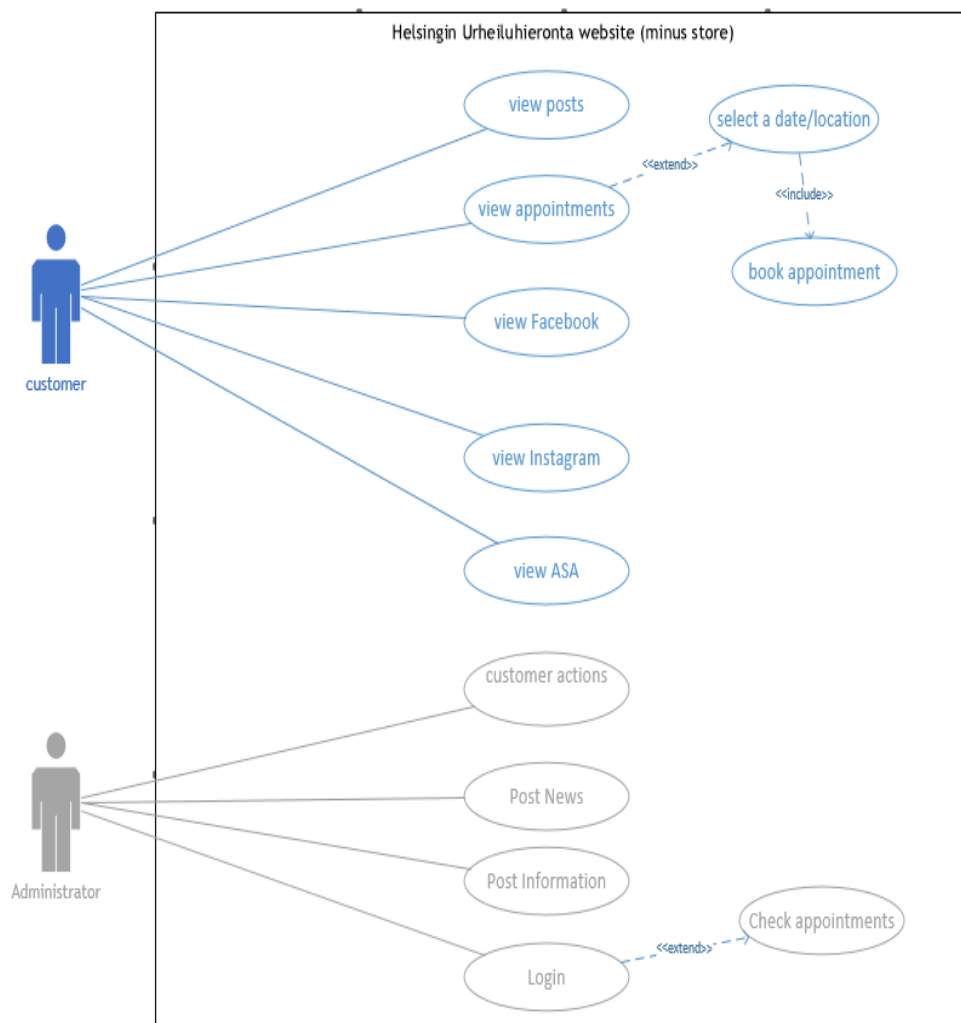 Helsingin Urheiluhieronta website (minus store)
view posts
select a date/location
<<extend>>
<<include>>
view appointments
book appointment
view Facebook
customer
view Instagram
view ASA
customer actions
Post News
Post Information
Administrator
Check appointments
<<extend>>
Login